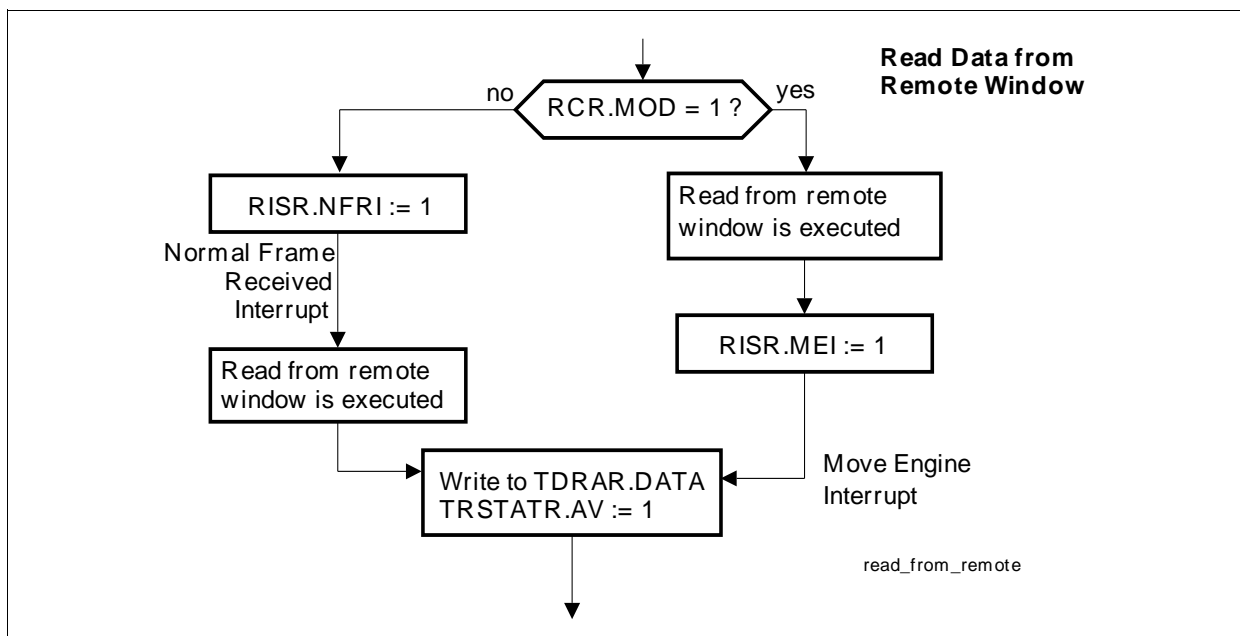 Read Data from
Remote Window
no
RCR.MOD = 1 ?
yes
RISR.NFRI := 1
Normal Frame
Received
Interrupt
Read from remote
window is executed
Read from remote
window is executed
RISR.MEI := 1
Move Engine
Interrupt
Write to TDRAR.DATA
TRSTATR.AV := 1
read_from_remote